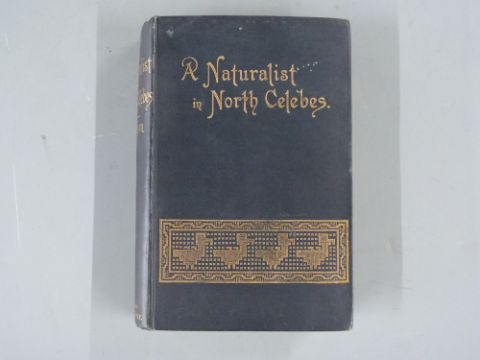 A Naturalist
in North Celebes.